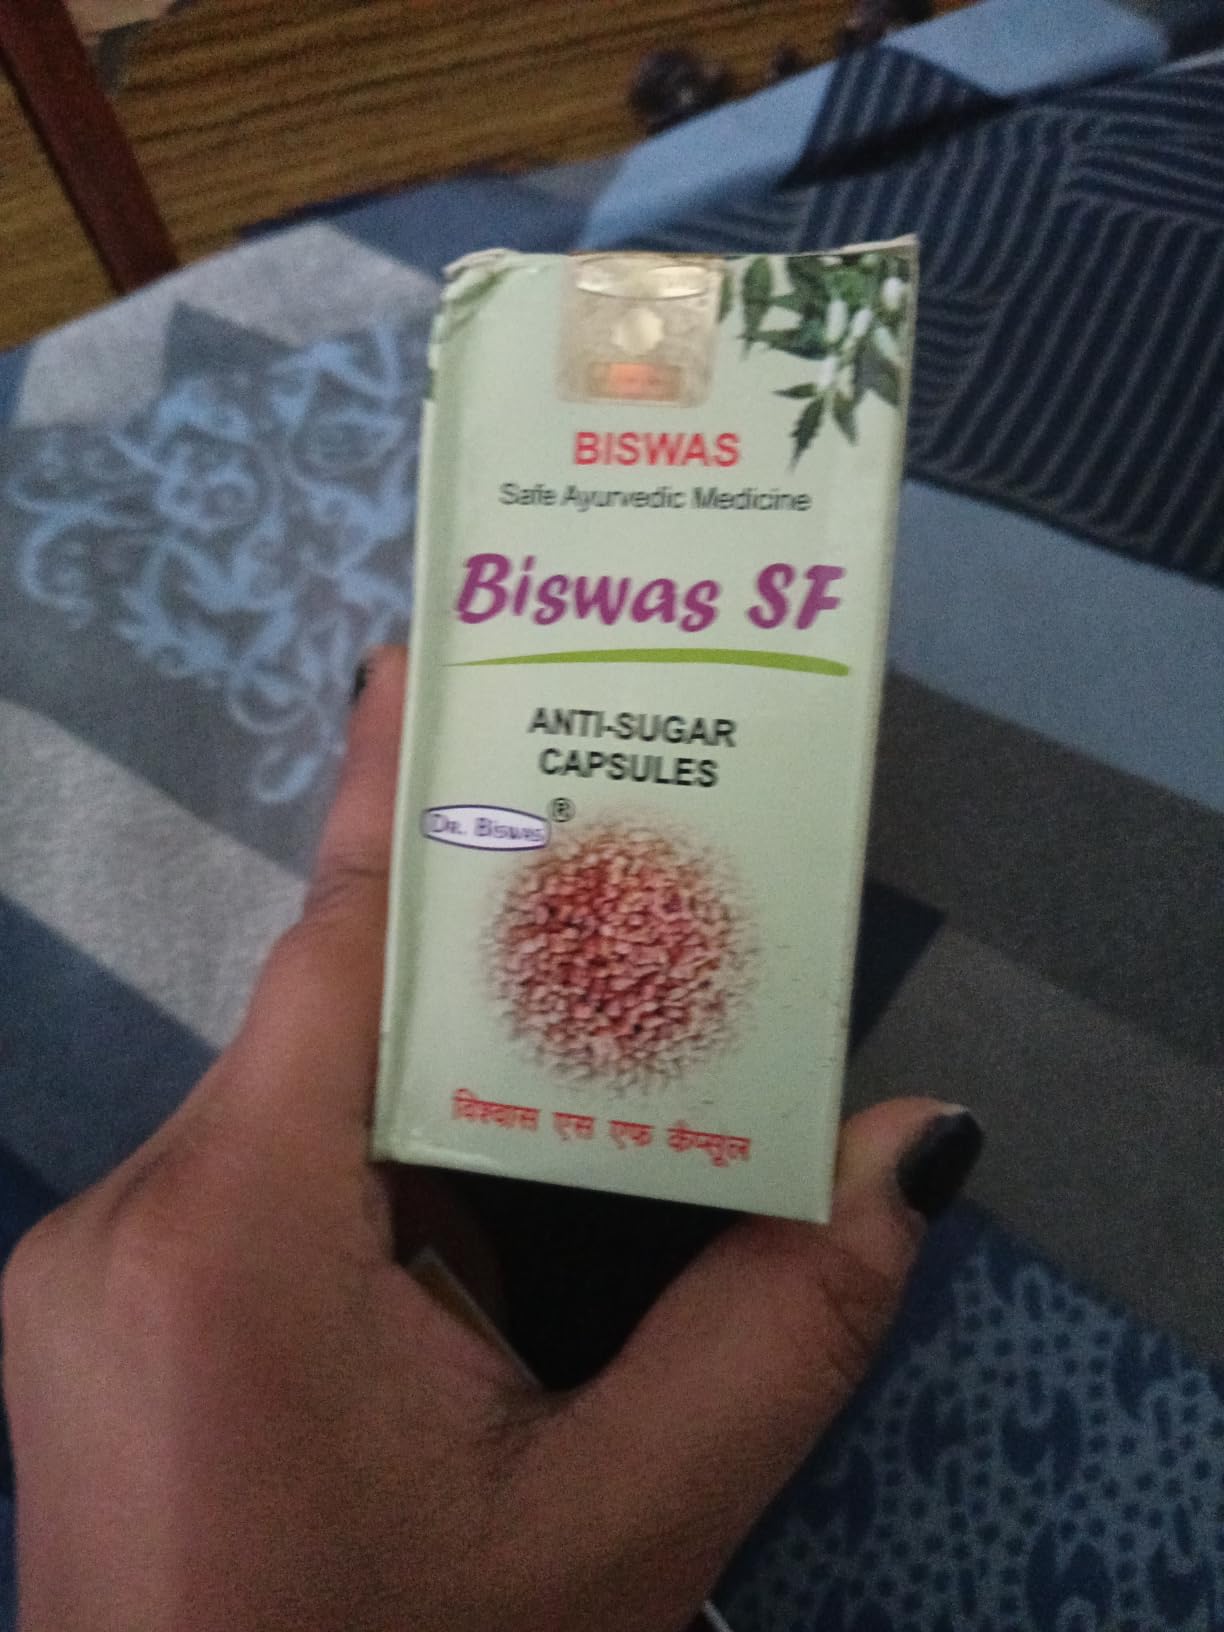 BISWAS
Safe Ayurvedic Medicine
Biswas SF
ANTI-SUGAR
CAPSULES
Dr. Biswas ®
विश्वास एस एफ कैप्सूल